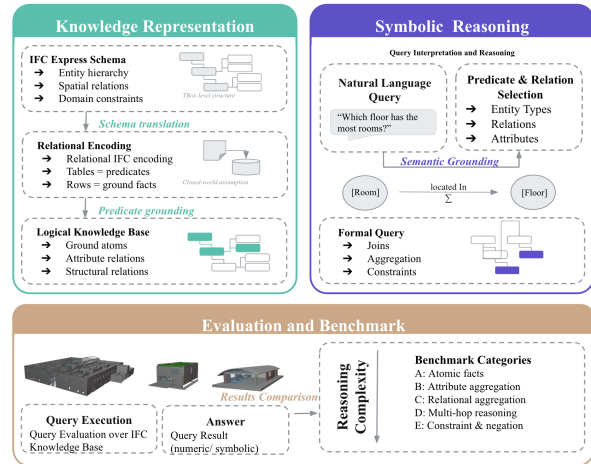 Knowledge Representation
IFC Express Schema
➔ Entity hierarchy
➔ Spatial relations
➔ Domain constraints
TBox-level structure
Schema translation
Relational Encoding
➔ Relational IFC encoding
➔ Tables = predicates
➔ Rows = ground facts
Closed-world assumption
Predicate grounding
Logical Knowledge Base
➔ Ground atoms
➔ Attribute relations
➔ Structural relations
Symbolic Reasoning
Query Interpretation and Reasoning
Natural Language
Query
“Which floor has the
most rooms?”
Predicate & Relation
Selection
➔ Entity Types
➔ Relations
➔ Attributes
Semantic Grounding
[Room]
located In
Σ
[Floor]
Formal Query
➔ Joins
➔ Aggregation
➔ Constraints
Evaluation and Benchmark
Results Comparison
Query Execution
Query Evaluation over IFC
Knowledge Base
Answer
Query Result
(numeric/ symbolic)
Reasoning
Complexity
Benchmark Categories
A: Atomic facts
B: Attribute aggregation
C: Relational aggregation
D: Multi-hop reasoning
E: Constraint & negation